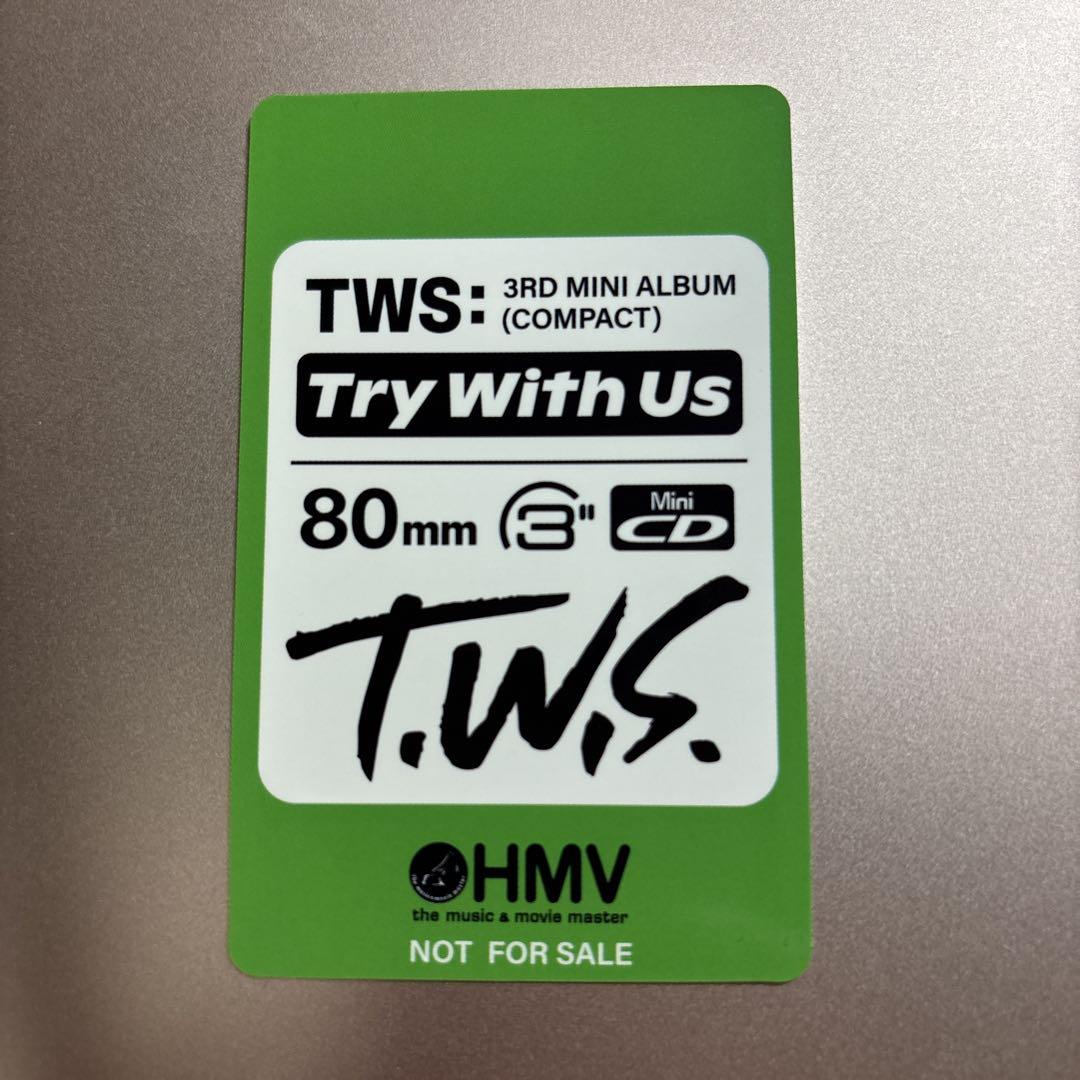 TWS: 3RD MINI ALBUM
(COMPACT)
Try With Us
80mm 3" Mini CD
T.W.S.
HMV
the music & movie master
NOT FOR SALE